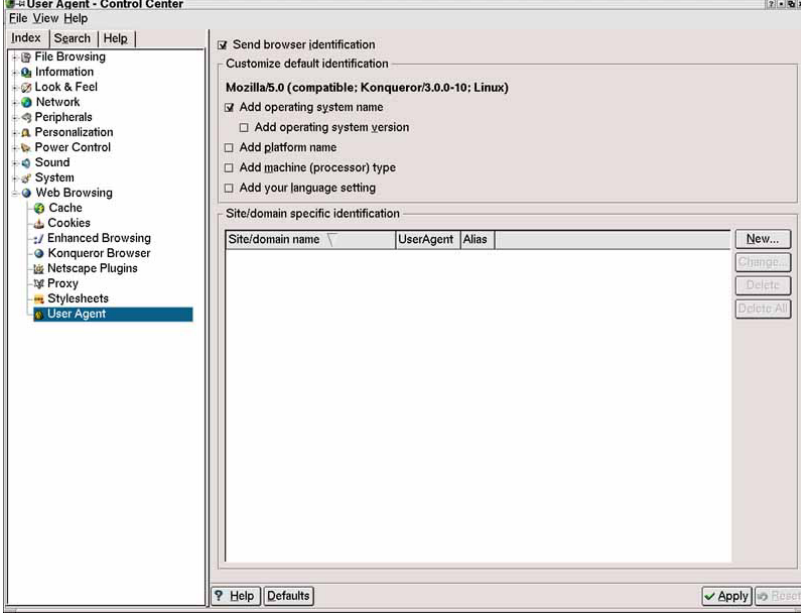 User Agent - Control Center
File View Help
Index Search Help
File Browsing
Information
Look & Feel
Network
Peripherals
Personalization
Power Control
Sound
System
Web Browsing
Cache
Cookies
Enhanced Browsing
Konqueror Browser
Netscape Plugins
Proxy
Stylesheets
User Agent
Send browser identification
Customize default identification
Mozilla/5.0 (compatible; Konqueror/3.0.0-10; Linux)
Add operating system name
Add operating system version
Add platform name
Add machine (processor) type
Add your language setting
Site/domain specific identification
Site/domain name UserAgent Alias
New...
Change...
Delete
Delete All
? Help Defaults Apply Reset